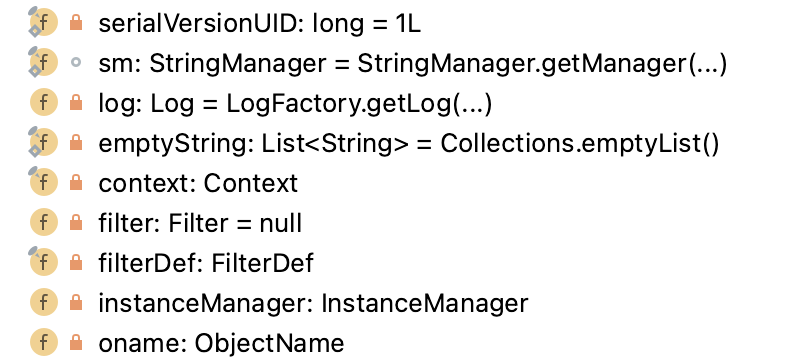 serialVersionUID: long = 1L
sm: StringManager = StringManager.getManager(...)
log: Log = LogFactory.getLog(...)
emptyString: List<String> = Collections.emptyList()
context: Context
filter: Filter = null
filterDef: FilterDef
instanceManager: InstanceManager
oname: ObjectName